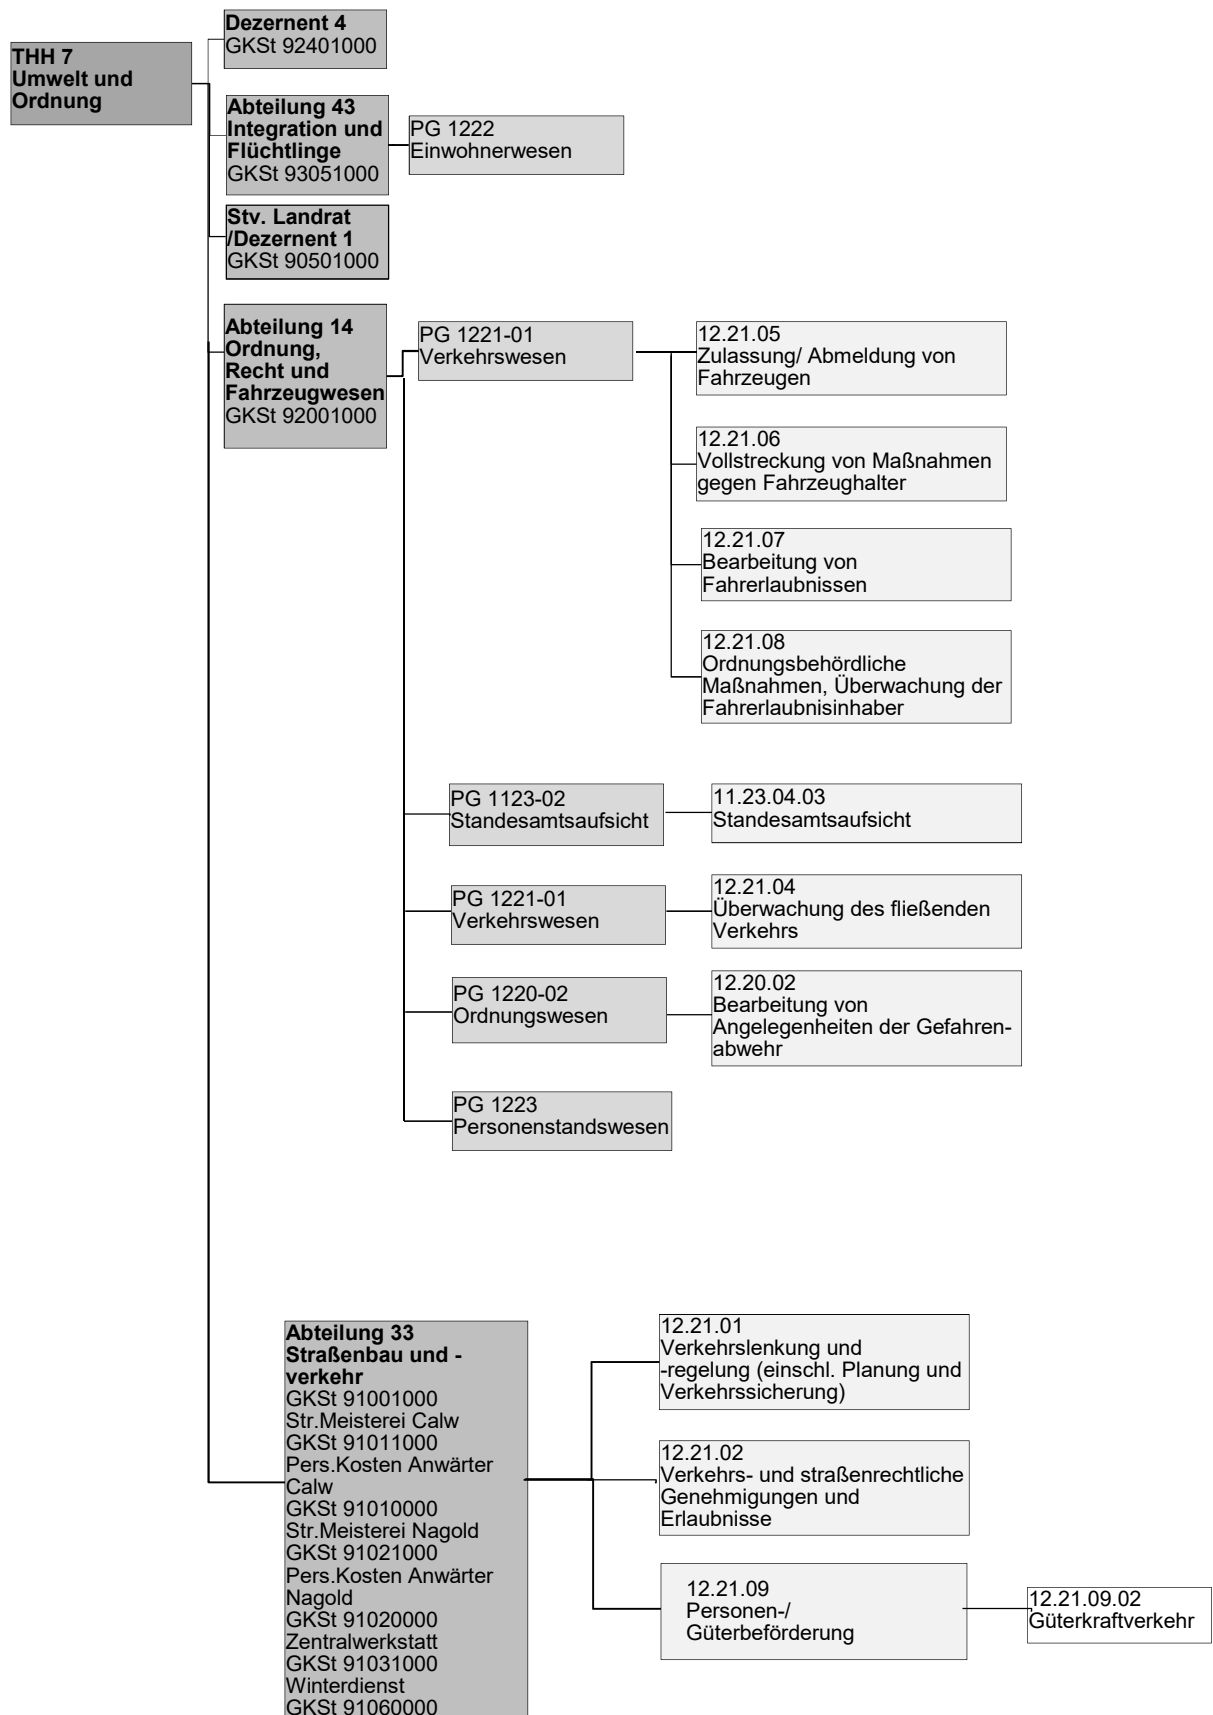 THH 7
Umwelt und
Ordnung
Dezernent 4
GKSt 92401000
Abteilung 43
Integration und
Flüchtlinge
GKSt 93051000
PG 1222
Einwohnerwesen
Stv. Landrat
/Dezernent 1
GKSt 90501000
Abteilung 14
Ordnung,
Recht und
Fahrzeugwesen
GKSt 92001000
PG 1221-01
Verkehrswesen
12.21.05
Zulassung/ Abmeldung von
Fahrzeugen
12.21.06
Vollstreckung von Maßnahmen
gegen Fahrzeughalter
12.21.07
Bearbeitung von
Fahrerlaubnissen
12.21.08
Ordnungsbehördliche
Maßnahmen, Überwachung der
Fahrerlaubnisinhaber
PG 1123-02
Standesamtsaufsicht
11.23.04.03
Standesamtsaufsicht
PG 1221-01
Verkehrswesen
12.21.04
Überwachung des fließenden
Verkehrs
PG 1220-02
Ordnungswesen
12.20.02
Bearbeitung von
Angelegenheiten der Gefahren-
abwehr
PG 1223
Personenstandswesen
Abteilung 33
Straßenbau und -
verkehr
GKSt 91001000
Str.Meisterei Calw
GKSt 91011000
Pers.Kosten Anwärter
Calw
GKSt 91010000
Str.Meisterei Nagold
GKSt 91021000
Pers.Kosten Anwärter
Nagold
GKSt 91020000
Zentralwerkstatt
GKSt 91031000
Winterdienst
GKSt 91060000
12.21.01
Verkehrslenkung und
-regelung (einschl. Planung und
Verkehrssicherung)
12.21.02
Verkehrs- und straßenrechtliche
Genehmigungen und
Erlaubnisse
12.21.09
Personen-/
Güterbeförderung
12.21.09.02
Güterkraftverkehr